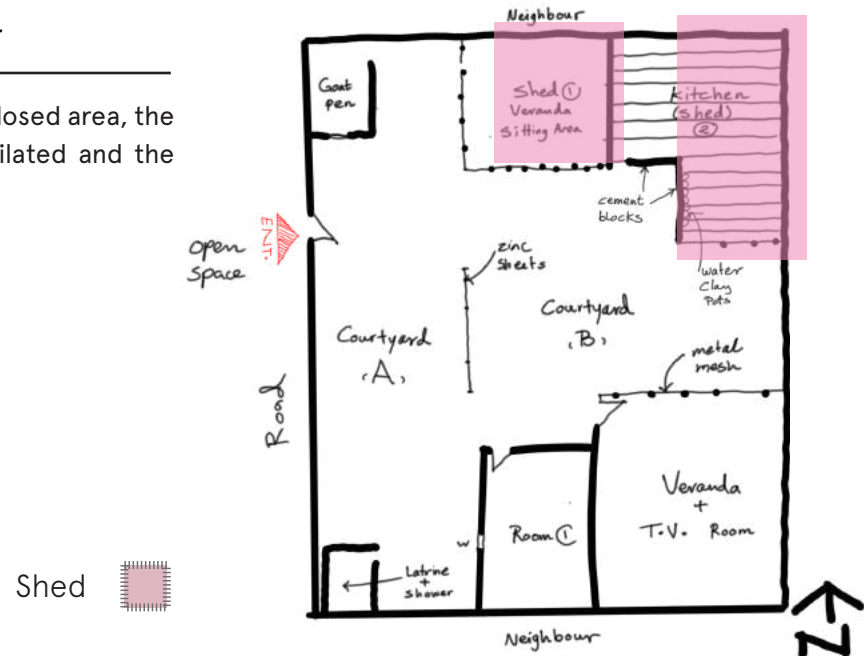 losed area, the
ilated and the
Neighbour
Goat
pen
Shed ①
Veranda
Sitting Area
Kitchen
(shed)
②
cement
blocks
ENT.
open
space
zinc
sheets
water
Clay
Pots
Courtyard
'A'
Courtyard
'B'
metal
mesh
Road
Veranda
+
T.V. Room
Room ①
W
Latrine
+
Shower
Shed
Neighbour
N